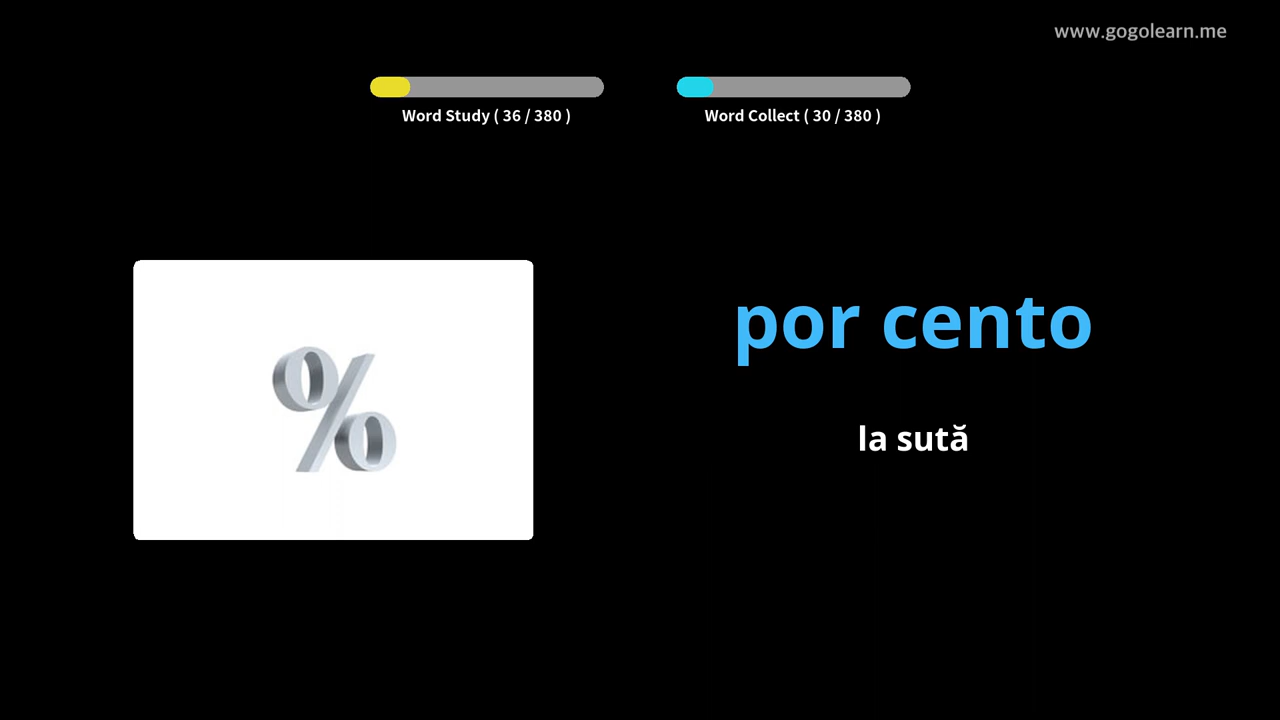 www.gogolearn.me
Word Study ( 36 / 380 )
Word Collect ( 30 / 380 )
%
por cento
la sută